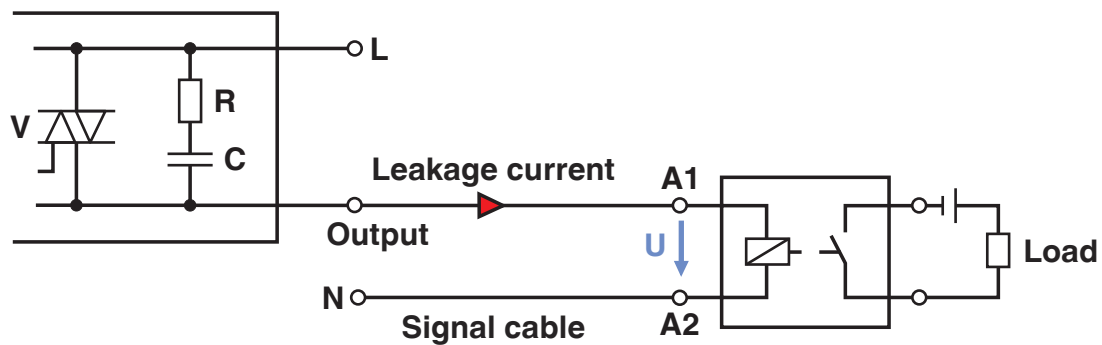 L
R
V
C
Leakage current
A1
Output
U
Load
N
Signal cable
A2